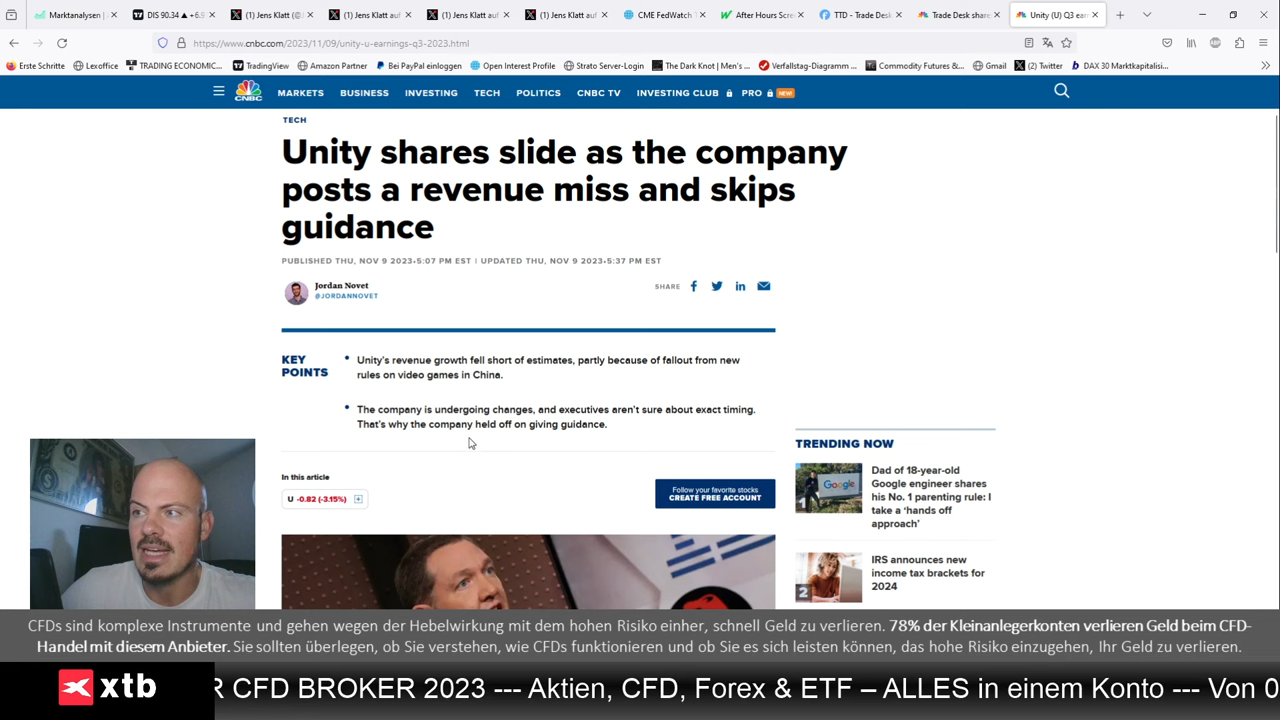 Marktanalysen |
DIS 90.34 ▲ +6.9
(1) Jens Klatt (@
(1) Jens Klatt auf
(1) Jens Klatt auf
(1) Jens Klatt auf
CME FedWatch T
After Hours Scre
TTD - Trade Desk
Trade Desk share
Unity (U) Q3 ear
https://www.cnbc.com/2023/11/09/unity-u-earnings-q3-2023.html
Erste Schritte
Lexoffice
TRADING ECONOMIC...
TradingView
Amazon Partner
Bei PayPal einloggen
Open Interest Profile
Strato Server-Login
The Dark Knot | Men's ...
Verfallstag-Diagramm ...
Commodity Futures &...
Gmail
(2) Twitter
DAX 30 Marktkapitalisi...
CNBC
MARKETS
BUSINESS
INVESTING
TECH
POLITICS
CNBC TV
INVESTING CLUB
PRO
NEW!
TECH
Unity shares slide as the company
posts a revenue miss and skips
guidance
PUBLISHED THU, NOV 9 2023•5:07 PM EST | UPDATED THU, NOV 9 2023•5:37 PM EST
Jordan Novet
@JORDANNOVET
SHARE
KEY
POINTS
• Unity's revenue growth fell short of estimates, partly because of fallout from new
rules on video games in China.
• The company is undergoing changes, and executives aren't sure about exact timing.
That's why the company held off on giving guidance.
In this article
U -0.82 (-3.15%)
Follow your favorite stocks
CREATE FREE ACCOUNT
TRENDING NOW
1
Dad of 18-year-old
Google engineer shares
his No. 1 parenting rule: I
take a ‘hands off
approach’
Google
2
IRS announces new
income tax brackets for
2024
CFDs sind komplexe Instrumente und gehen wegen der Hebelwirkung mit dem hohen Risiko einher, schnell Geld zu verlieren. 78% der Kleinanlegerkonten verlieren Geld beim CFD-
Handel mit diesem Anbieter. Sie sollten überlegen, ob Sie verstehen, wie CFDs funktionieren und ob Sie es sich leisten können, das hohe Risiko einzugehen, Ihr Geld zu verlieren.
xtb
R CFD BROKER 2023 --- Aktien, CFD, Forex & ETF – ALLES in einem Konto --- Von 0